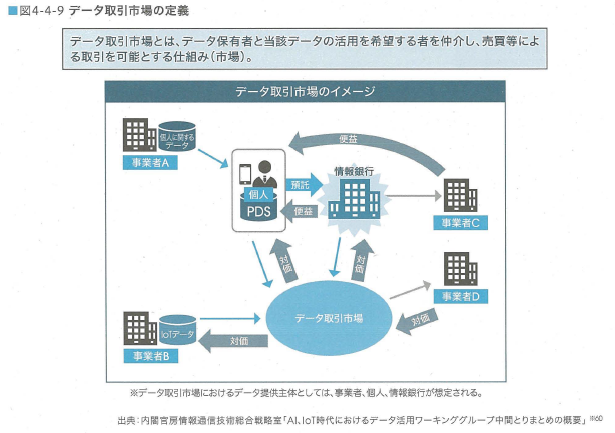 ■図4-4-9 データ取引市場の定義
データ取引市場とは、データ保有者と当該データの活用を希望する者を仲介し、売買等によ
る取引を可能とする仕組み(市場)。
データ取引市場のイメージ
個人に関する
データ
事業者A
便益
情報銀行
個人
PDS
預託
便益
事業者C
対価
対価
事業者D
データ取引市場
対価
IoTデータ
事業者B
対価
※データ取引市場におけるデータ提供主体としては、事業者、個人、情報銀行が想定される。
出典:内閣官房情報通信技術総合戦略室「AI、IoT時代におけるデータ活用ワーキンググループ中間とりまとめの概要」※60